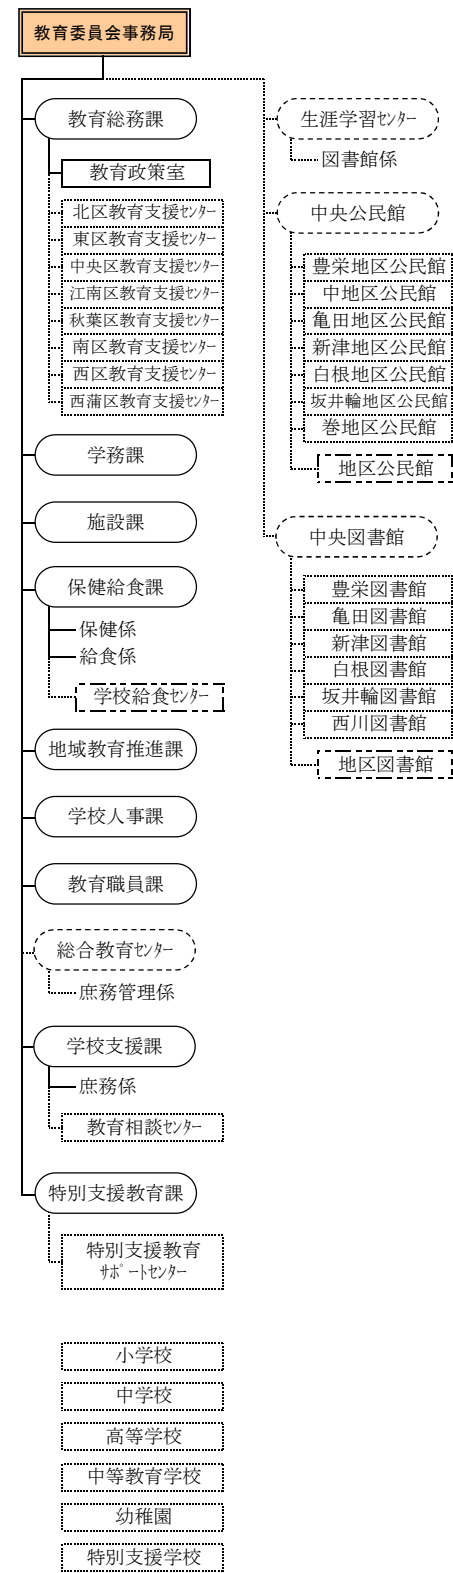 教育委員会事務局
教育総務課
教育政策室
北区教育支援ｾﾝﾀｰ
東区教育支援ｾﾝﾀｰ
中央区教育支援ｾﾝﾀｰ
江南区教育支援ｾﾝﾀｰ
秋葉区教育支援ｾﾝﾀｰ
南区教育支援ｾﾝﾀｰ
西区教育支援ｾﾝﾀｰ
西蒲区教育支援ｾﾝﾀｰ
学務課
施設課
保健給食課
保健係
給食係
学校給食ｾﾝﾀｰ
地域教育推進課
学校人事課
教育職員課
総合教育ｾﾝﾀｰ
庶務管理係
学校支援課
庶務係
教育相談ｾﾝﾀｰ
特別支援教育課
特別支援教育
ｻﾎﾟｰﾄｾﾝﾀｰ
小学校
中学校
高等学校
中等教育学校
幼稚園
特別支援学校
生涯学習ｾﾝﾀｰ
図書館係
中央公民館
豊栄地区公民館
中地区公民館
亀田地区公民館
新津地区公民館
白根地区公民館
坂井輪地区公民館
巻地区公民館
地区公民館
中央図書館
豊栄図書館
亀田図書館
新津図書館
白根図書館
坂井輪図書館
西川図書館
地区図書館